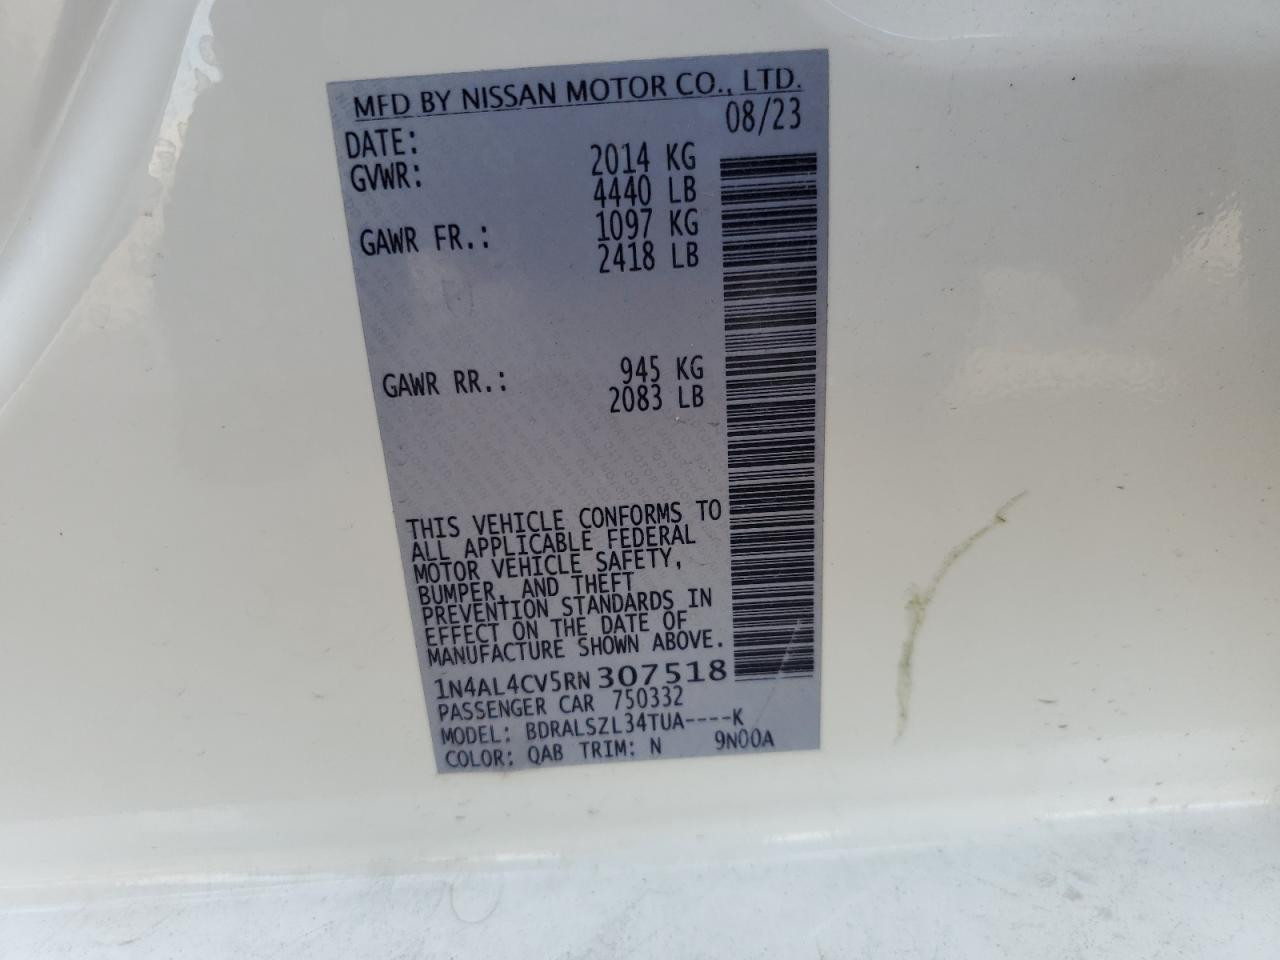 MFD BY NISSAN MOTOR CO., LTD.
DATE: 08/23
GVWR: 2014 KG
4440 LB
GAWR FR.: 1097 KG
2418 LB
GAWR RR.: 945 KG
2083 LB
THIS VEHICLE CONFORMS TO
ALL APPLICABLE FEDERAL
MOTOR VEHICLE SAFETY,
BUMPER, AND THEFT
PREVENTION STANDARDS IN
EFFECT ON THE DATE OF
MANUFACTURE SHOWN ABOVE.
1N4AL4CV5RN307518
PASSENGER CAR 750332
MODEL: BDRALSZL34TUA----K
COLOR: QAB TRIM: N 9N00A